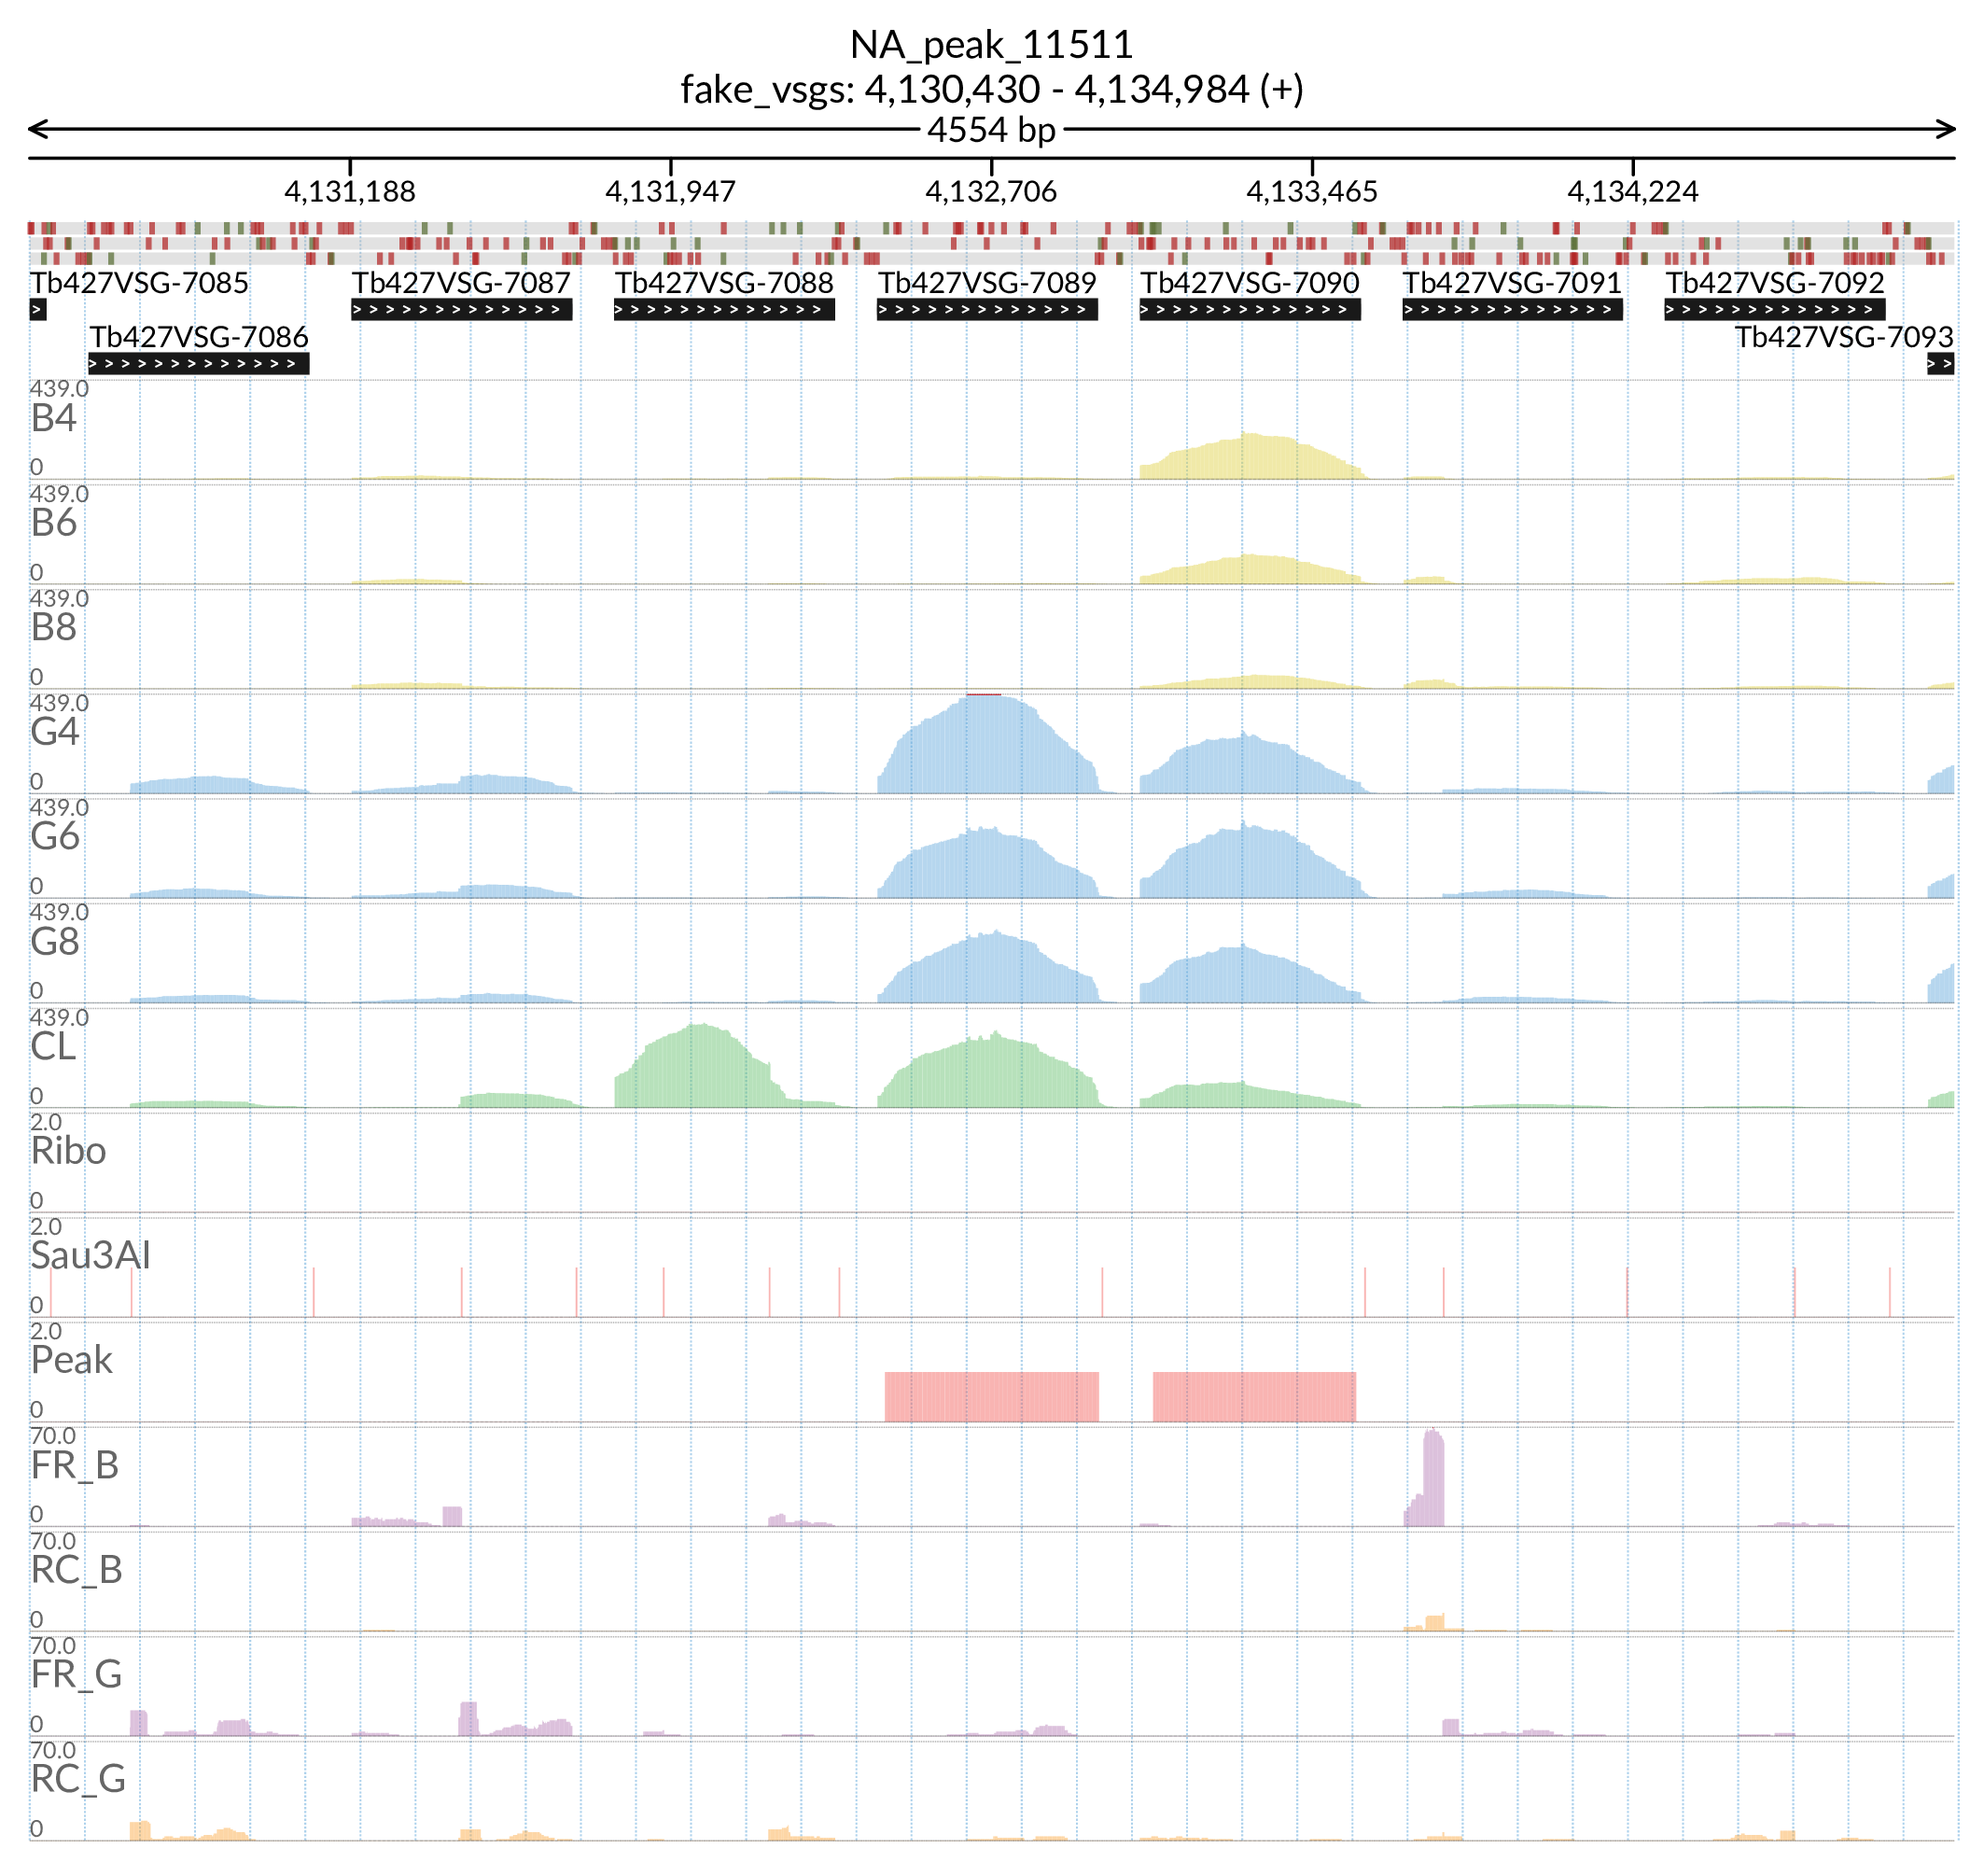 NA_peak_11511
fake_vsgs: 4,130,430 - 4,134,984 (+)
4554 bp
4,131,188 4,131,947 4,132,706 4,133,465 4,134,224
Tb427VSG-7085 Tb427VSG-7087 Tb427VSG-7088 Tb427VSG-7089 Tb427VSG-7090 Tb427VSG-7091 Tb427VSG-7092
Tb427VSG-7086 Tb427VSG-7093
439.0
B4
0
439.0
B6
0
439.0
B8
0
439.0
G4
0
439.0
G6
0
439.0
G8
0
439.0
CL
0
2.0
Ribo
0
2.0
Sau3AI
0
2.0
Peak
0
70.0
FR_B
0
70.0
RC_B
0
70.0
FR_G
0
70.0
RC_G
0